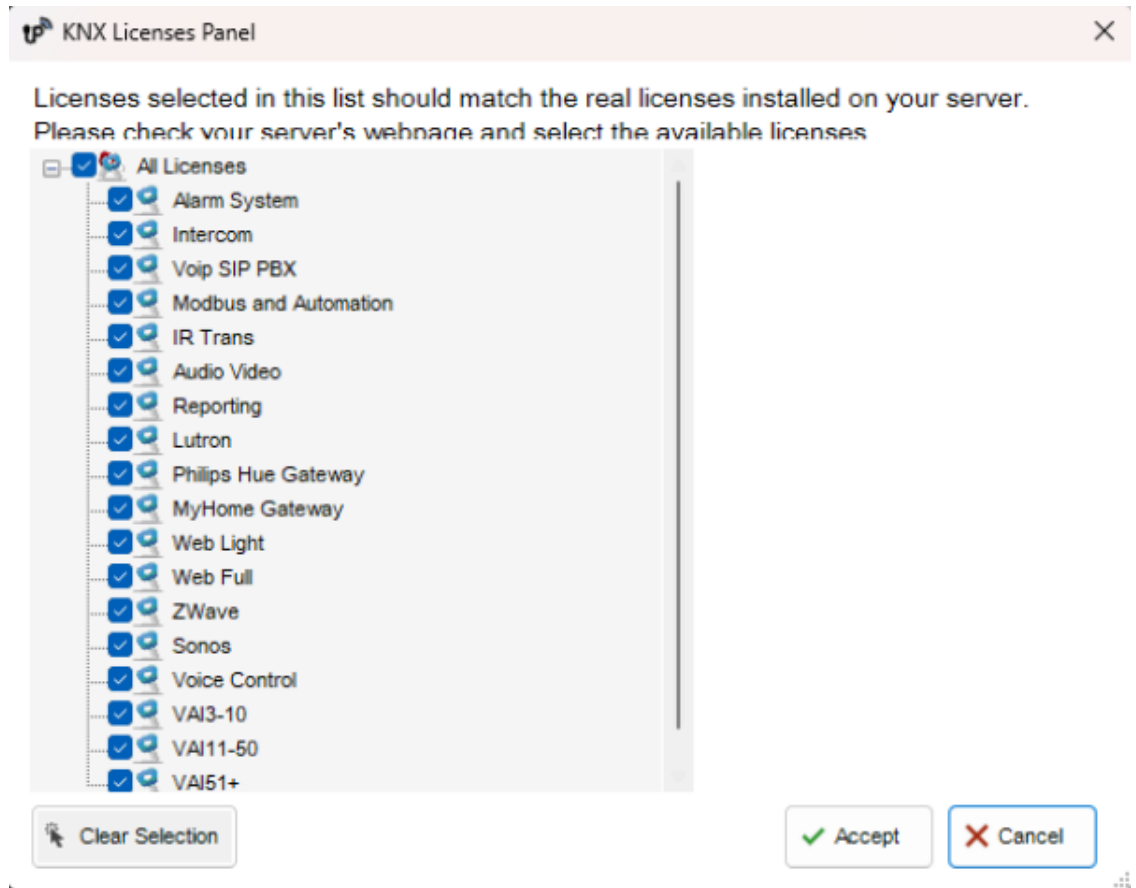 KNX Licenses Panel
Licenses selected in this list should match the real licenses installed on your server.
Please check your server's webpage and select the available licenses
All Licenses
Alarm System
Intercom
Voip SIP PBX
Modbus and Automation
IR Trans
Audio Video
Reporting
Lutron
Philips Hue Gateway
MyHome Gateway
Web Light
Web Full
ZWave
Sonos
Voice Control
VAI3-10
VAI11-50
VAI51+
Clear Selection
Accept
Cancel